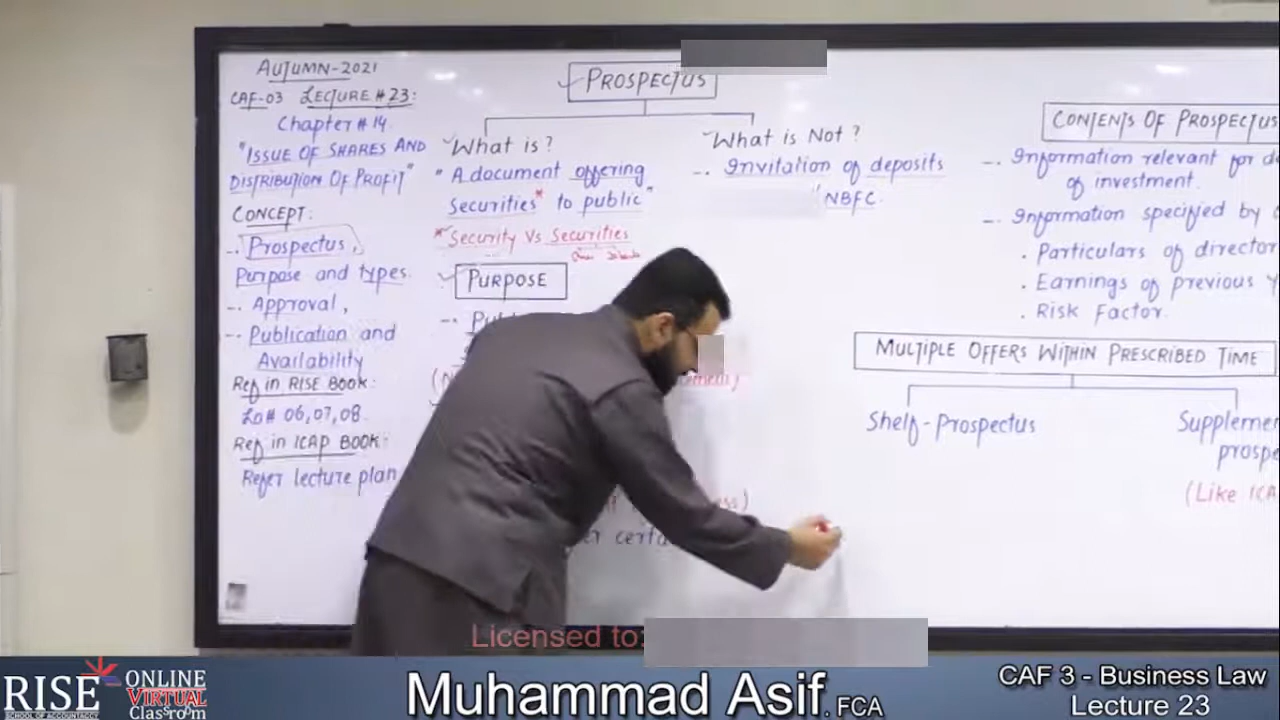 AUTUMN-2021
CAF-03 LECTURE # 23:
Chapter # 14
"ISSUE OF SHARES AND
DISTRIBUTION OF PROFIT"
CONCEPT:
-. Prospectus,
Purpose and types.
-. Approval,
-. Publication and
Availability
Ref in RISE Book:
Lo# 06,07,08.
Ref in ICAP BOOK:
Refer lecture plan
PROSPECTUS
What is?
"A document offering
Securities* to public"
*Security Vs Securities
PURPOSE
What is Not?
-. Invitation of deposits
NBFC.
CONTENTS OF PROSPECTUS
-. Information relevant for
of investment.
-. Information specified by
. Particulars of director
. Earnings of previous
. Risk Factor.
MULTIPLE OFFERS WITHIN PRESCRIBED TIME
Shelf-Prospectus
Supplemen
prospe
(Like ICA
Licensed to:
RISE
SCHOOL OF ACCOUNTANCY
ONLINE
VIRTUAL
Classroom
Muhammad Asif. FCA
CAF 3 - Business Law
Lecture 23